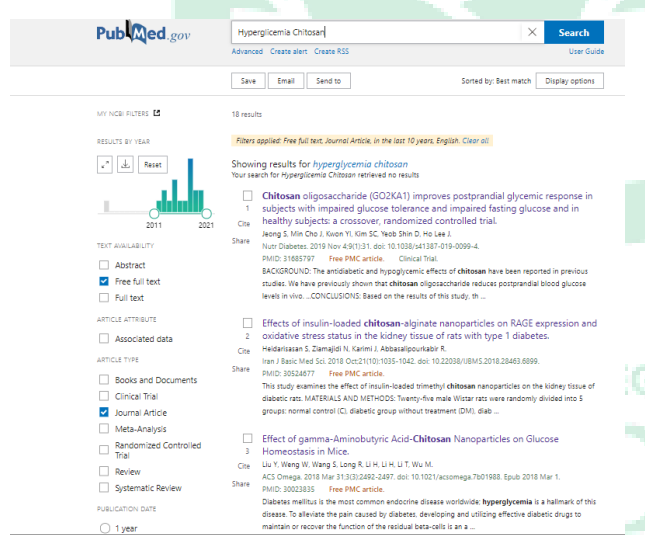 PubMed.gov
Hyperglicemia Chitosan
Search
Advanced Create alert Create RSS
User Guide
Save Email Send to
Sorted by: Best match
Display options
MY NCBI FILTERS
18 results
RESULTS BY YEAR
Filters applied: Free full text, Journal Article, in the last 10 years, English. Clear all
Reset
Showing results for hyperglycemia chitosan
Your search for Hyperglicemia Chitosan retrieved no results
2011 2021
TEXT AVAILABILITY
Abstract
Free full text
Full text
ARTICLE ATTRIBUTE
Associated data
ARTICLE TYPE
Books and Documents
Clinical Trial
Journal Article
Meta-Analysis
Randomized Controlled
Trial
Review
Systematic Review
PUBLICATION DATE
1 year
1
Cite
Share
Chitosan oligosaccharide (GO2KA1) improves postprandial glycemic response in
subjects with impaired glucose tolerance and impaired fasting glucose and in
healthy subjects: a crossover, randomized controlled trial.
Jeong S, Min Cho J, Kwon YI, Kim SC, Yeob Shin D, Ho Lee J.
Nutr Diabetes. 2019 Nov 4;9(1):31. doi: 10.1038/s41387-019-0099-4.
PMID: 31685797 Free PMC article. Clinical Trial.
BACKGROUND: The antidiabetic and hypoglycemic effects of chitosan have been reported in previous
studies. We have previously shown that chitosan oligosaccharide reduces postprandial blood glucose
levels in vivo. ...CONCLUSIONS: Based on the results of this study, th ...
2
Cite
Share
Effects of insulin-loaded chitosan-alginate nanoparticles on RAGE expression and
oxidative stress status in the kidney tissue of rats with type 1 diabetes.
Heidarisasan S, Ziamajidi N, Karimi J, Abbasalipourkabir R.
Iran J Basic Med Sci. 2018 Oct;21(10):1035-1042. doi: 10.22038/IJBMS.2018.28463.6899.
PMID: 30524677 Free PMC article.
This study examines the effect of insulin-loaded trimethyl chitosan nanoparticles on the kidney tissue of
diabetic rats. MATERIALS AND METHODS: Twenty-five male Wistar rats were randomly divided into 5
groups: normal control (C), diabetic group without treatment (DM), diab ...
3
Cite
Share
Effect of gamma-Aminobutyric Acid-Chitosan Nanoparticles on Glucose
Homeostasis in Mice.
Liu Y, Weng W, Wang S, Long R, Li H, Li H, Li T, Wu M.
ACS Omega. 2018 Mar 31;3(3):2492-2497. doi: 10.1021/acsomega.7b01988. Epub 2018 Mar 1.
PMID: 30023835 Free PMC article.
Diabetes mellitus is the most common endocrine disease worldwide; hyperglycemia is a hallmark of this
disease. To alleviate the pain caused by diabetes, developing and utilizing effective diabetic drugs to
maintain or recover the function of the residual beta-cells is an a ...